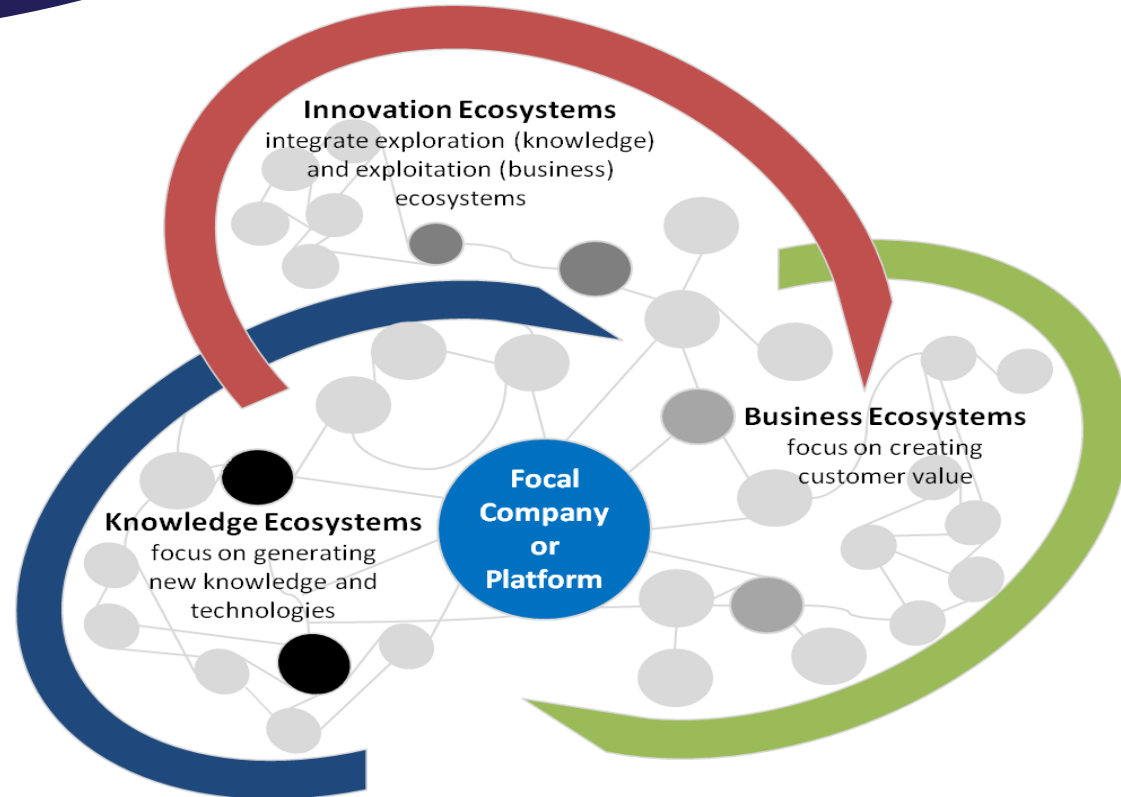 Innovation Ecosystems
integrate exploration (knowledge)
and exploitation (business)
ecosystems
Business Ecosystems
focus on creating
customer value
Focal
Company
or
Platform
Knowledge Ecosystems
focus on generating
new knowledge and
technologies